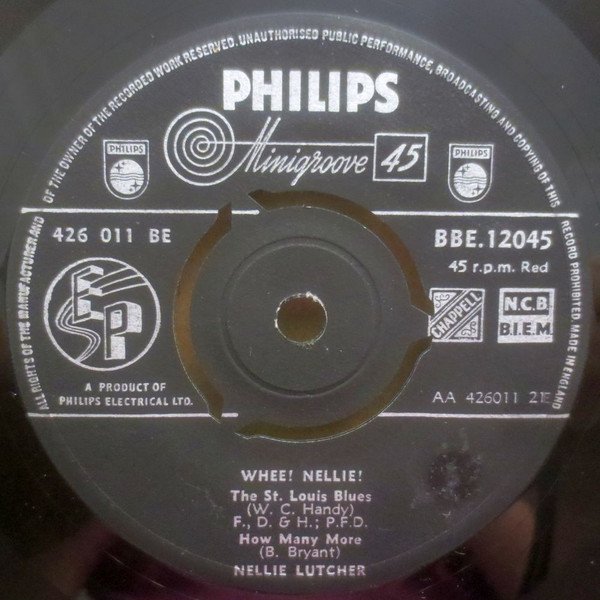 ALL RIGHTS OF THE MANUFACTURER AND OF THE OWNER OF THE RECORDED WORK RESERVED. UNAUTHORISED PUBLIC PERFORMANCE, BROADCASTING AND COPYING OF THIS RECORD PROHIBITED MADE IN ENGLAND
PHILIPS
Minigroove 45
PHILIPS
PHILIPS
426 011 BE
BBE.12045
45 r.p.m. Red
EP
CHAPPELL
N.C.B
B.I.E.M.
A PRODUCT OF
PHILIPS ELECTRICAL LTD.
AA 426011 21E
WHEE! NELLIE!
The St. Louis Blues
(W. C. Handy)
F., D. & H.; P.F.D.
How Many More
(B. Bryant)
NELLIE LUTCHER